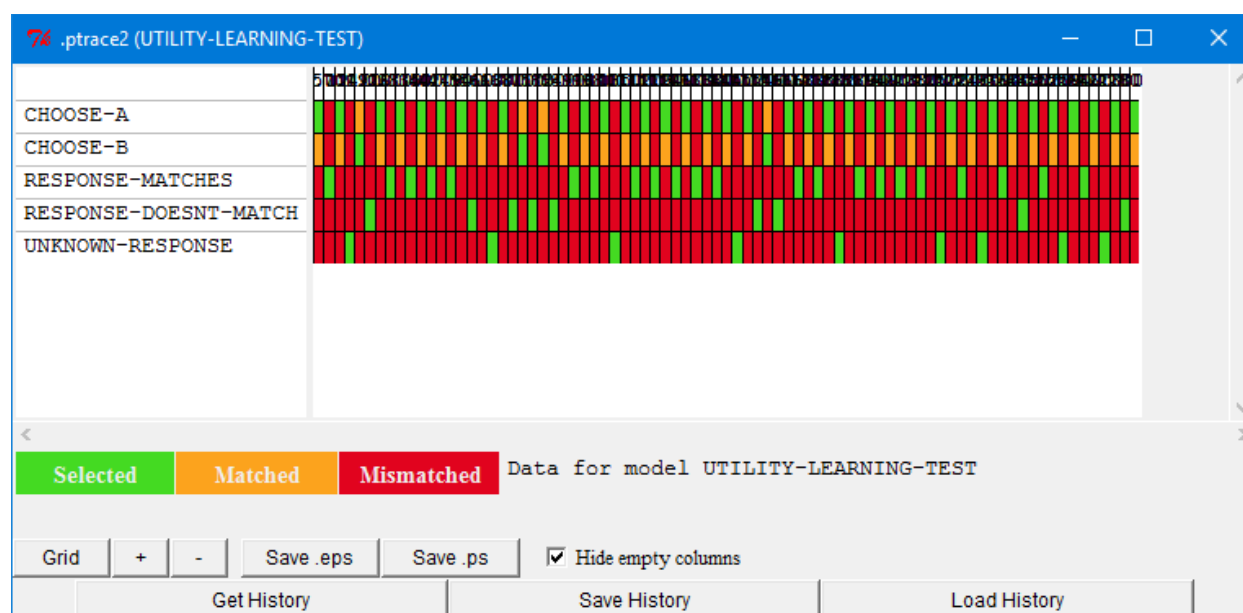 .ptrace2 (UTILITY-LEARNING-TEST)
CHOOSE-A
CHOOSE-B
RESPONSE-MATCHES
RESPONSE-DOESNT-MATCH
UNKNOWN-RESPONSE
Selected Matched Mismatched Data for model UTILITY-LEARNING-TEST
Grid + - Save .eps Save .ps Hide empty columns
Get History Save History Load History